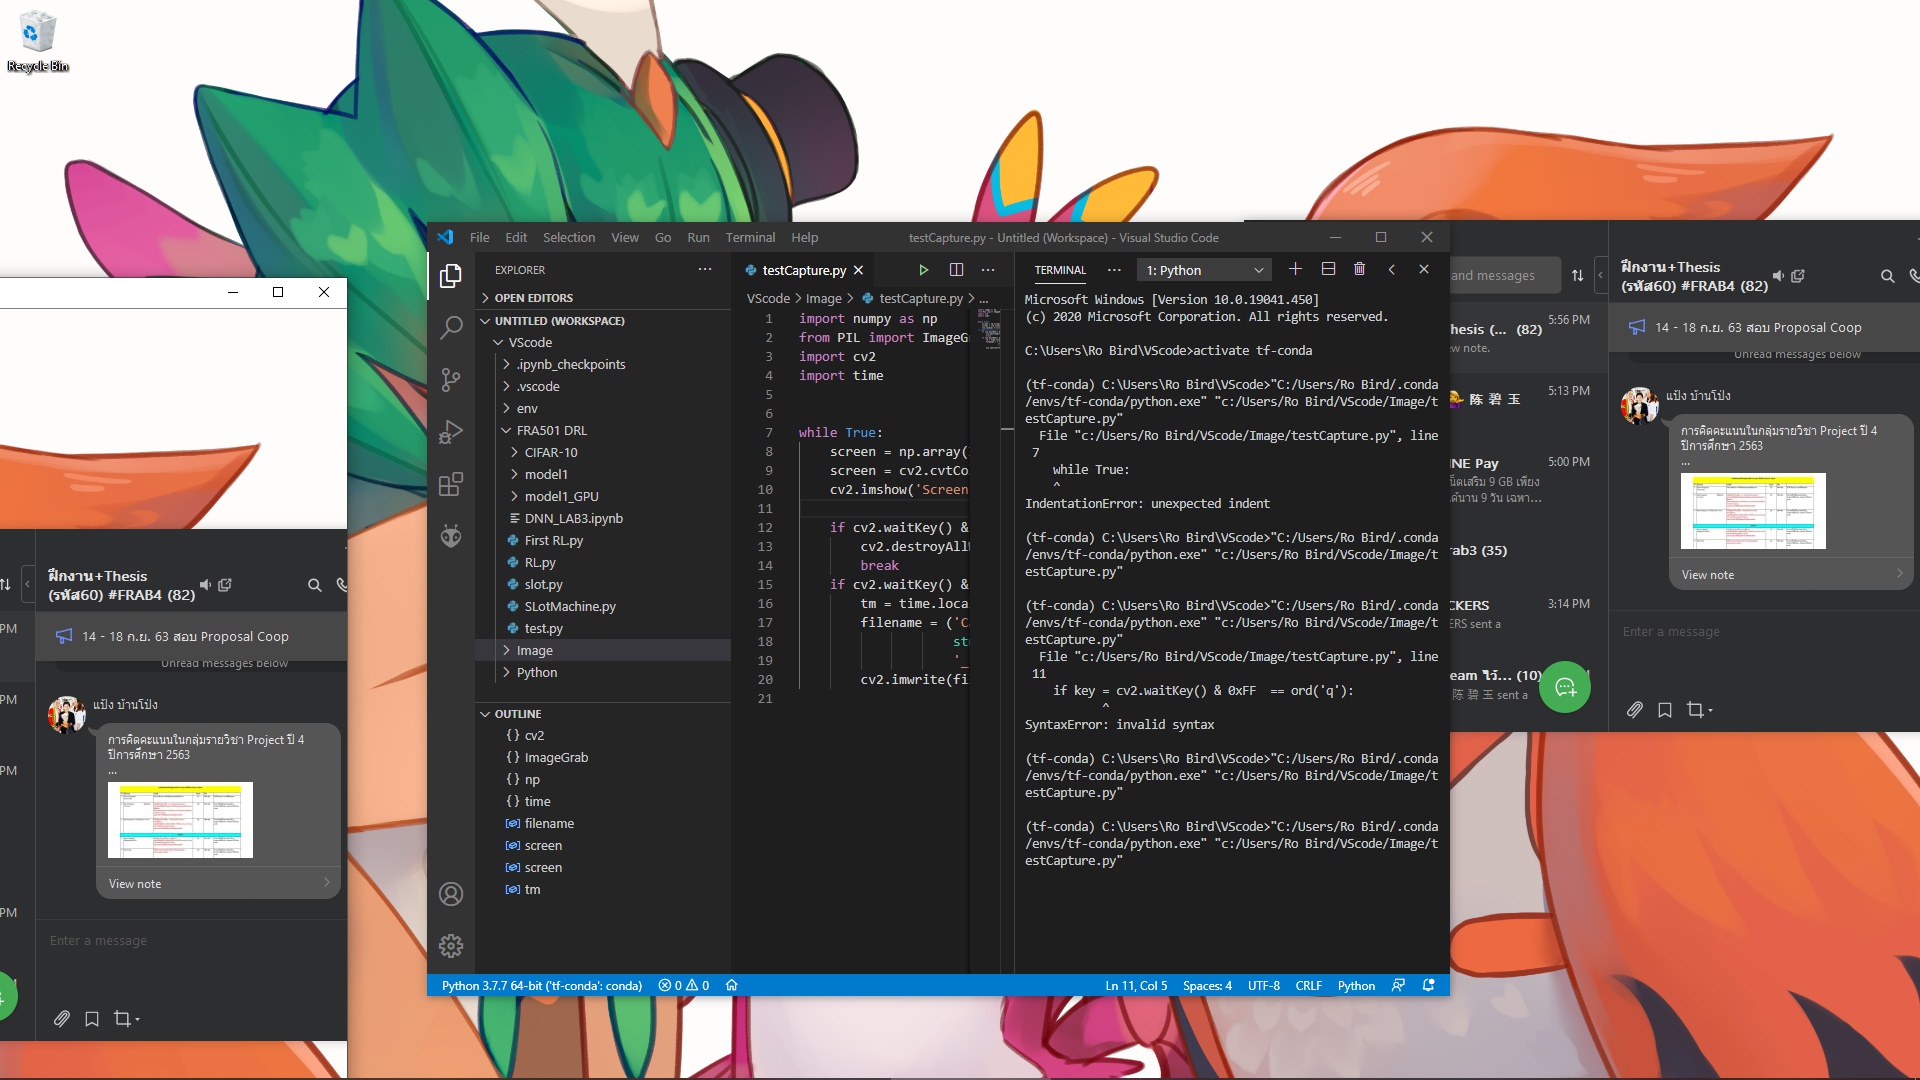 Recycle Bin
File Edit Selection View Go Run Terminal Help
testCapture.py - Untitled (Workspace) - Visual Studio Code
EXPLORER
OPEN EDITORS
UNTITLED (WORKSPACE)
VScode
.ipynb_checkpoints
.vscode
env
FRA501 DRL
CIFAR-10
model1
model1_GPU
DNN_LAB3.ipynb
First RL.py
RL.py
slot.py
SLotMachine.py
test.py
Image
Python
OUTLINE
cv2
ImageGrab
np
time
filename
screen
screen
tm
testCapture.py
VScode > Image > testCapture.py > ...
1 import numpy as np
2 from PIL import ImageG
3 import cv2
4 import time
5
6
7 while True:
8 screen = np.array(
9 screen = cv2.cvtCo
10 cv2.imshow('Screen
11
12 if cv2.waitKey() &
13 cv2.destroyAll
14 break
15 if cv2.waitKey() &
16 tm = time.loca
17 filename = ('C
18 st
19 '_
20 cv2.imwrite(fi
21
TERMINAL
1: Python
Microsoft Windows [Version 10.0.19041.450]
(c) 2020 Microsoft Corporation. All rights reserved.
C:\Users\Ro Bird\VScode>activate tf-conda
(tf-conda) C:\Users\Ro Bird\VScode>"C:/Users/Ro Bird/.conda
/envs/tf-conda/python.exe" "c:/Users/Ro Bird/VScode/Image/t
estCapture.py"
File "c:/Users/Ro Bird/VScode/Image/testCapture.py", line
7
while True:
^
IndentationError: unexpected indent
(tf-conda) C:\Users\Ro Bird\VScode>"C:/Users/Ro Bird/.conda
/envs/tf-conda/python.exe" "c:/Users/Ro Bird/VScode/Image/t
estCapture.py"
(tf-conda) C:\Users\Ro Bird\VScode>"C:/Users/Ro Bird/.conda
/envs/tf-conda/python.exe" "c:/Users/Ro Bird/VScode/Image/t
estCapture.py"
File "c:/Users/Ro Bird/VScode/Image/testCapture.py", line
11
if key = cv2.waitKey() & 0xFF  == ord('q'):
^
SyntaxError: invalid syntax
(tf-conda) C:\Users\Ro Bird\VScode>"C:/Users/Ro Bird/.conda
/envs/tf-conda/python.exe" "c:/Users/Ro Bird/VScode/Image/t
estCapture.py"
(tf-conda) C:\Users\Ro Bird\VScode>"C:/Users/Ro Bird/.conda
/envs/tf-conda/python.exe" "c:/Users/Ro Bird/VScode/Image/t
estCapture.py"
Python 3.7.7 64-bit ('tf-conda': conda) 0 0
Ln 11, Col 5 Spaces: 4 UTF-8 CRLF Python
and messages
hesis (... (82) 5:56 PM
ew note.
5:13 PM
陈 碧 玉
INE Pay 5:00 PM
น็ตเสริม 9 GB เพียง
ได้นาน 9 วัน เฉพา...
rab3 (35)
CKERS 3:14 PM
ERS sent a
eam ไว้... (10)
陈 碧 玉 sent a
ฝึกงาน+Thesis
(รหัส60) #FRAB4 (82)
14 - 18 ก.ย. 63 สอบ Proposal Coop
Unread messages below
แป้ง บ้านโป่ง
การคิดคะแนนในกลุ่มรายวิชา Project ปี 4
ปีการศึกษา 2563
...
View note
Enter a message
ฝึกงาน+Thesis
(รหัส60) #FRAB4 (82)
PM
14 - 18 ก.ย. 63 สอบ Proposal Coop
Unread messages below
PM
แป้ง บ้านโป่ง
การคิดคะแนนในกลุ่มรายวิชา Project ปี 4
ปีการศึกษา 2563
PM
...
View note
PM
Enter a message